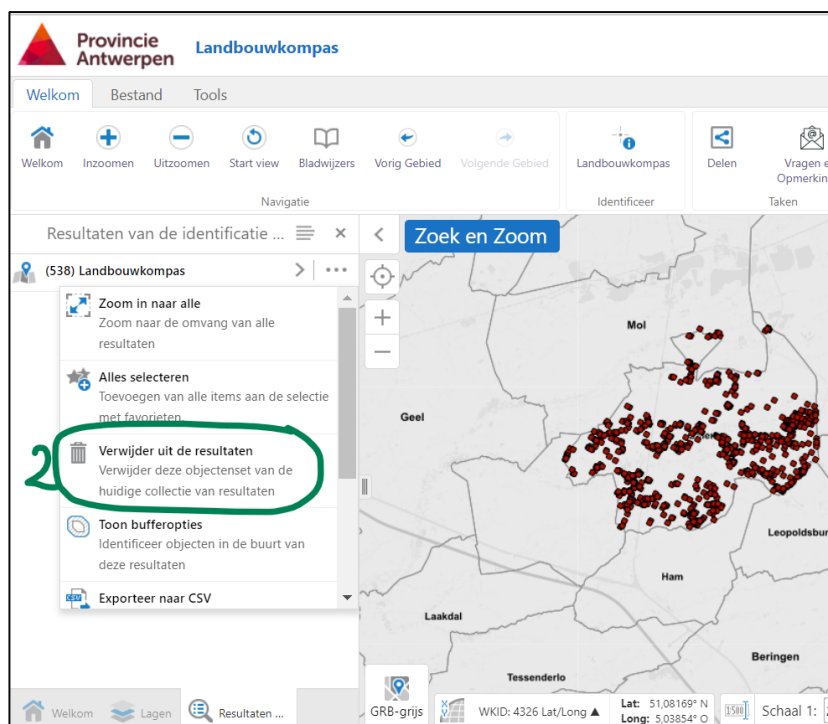 Provincie
Antwerpen
Landbouwkompas
Welkom Bestand Tools
Welkom Inzoomen Uitzoomen Start view Bladwijzers Vorig Gebied Volgende Gebied Landbouwkompas Delen Vragen e
Opmerkin
Navigatie Identificeer Taken
Resultaten van de identificatie ...
Zoek en Zoom
(538) Landbouwkompas
Zoom in naar alle
Zoom naar de omvang van alle
resultaten
Alles selecteren
Toevoegen van alle items aan de selectie
met favorieten
2
Verwijder uit de resultaten
Verwijder deze objectenset van de
huidige collectie van resultaten
Toon bufferopties
Identificeer objecten in de buurt van
deze resultaten
CSV
Exporteer naar CSV
Mol
Geel
Leopoldsbur
Ham
Laakdal
Beringen
Tessenderlo
Welkom Lagen Resultaten ...
GRB-grijs
WKID: 4326 Lat/Long
Lat: 51,08169° N
Long: 5,03854° O
1:500
Schaal 1: